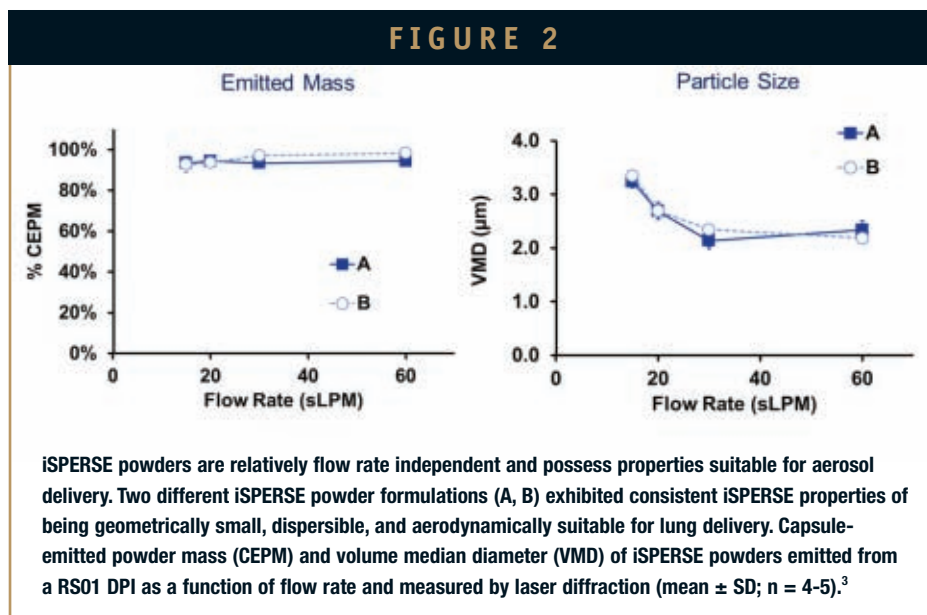 FIGURE 2
Emitted Mass
% CEPM
100%
80%
60%
40%
20%
0%
A
B
0 20 40 60
Flow Rate (sLPM)
Particle Size
VMD (µm)
4.0
3.0
2.0
1.0
0.0
A
B
0 20 40 60
Flow Rate (sLPM)
iSPERSE powders are relatively flow rate independent and possess properties suitable for aerosol
delivery. Two different iSPERSE powder formulations (A, B) exhibited consistent iSPERSE properties of
being geometrically small, dispersible, and aerodynamically suitable for lung delivery. Capsule-
emitted powder mass (CEPM) and volume median diameter (VMD) of iSPERSE powders emitted from
a RS01 DPI as a function of flow rate and measured by laser diffraction (mean ± SD; n = 4-5).³